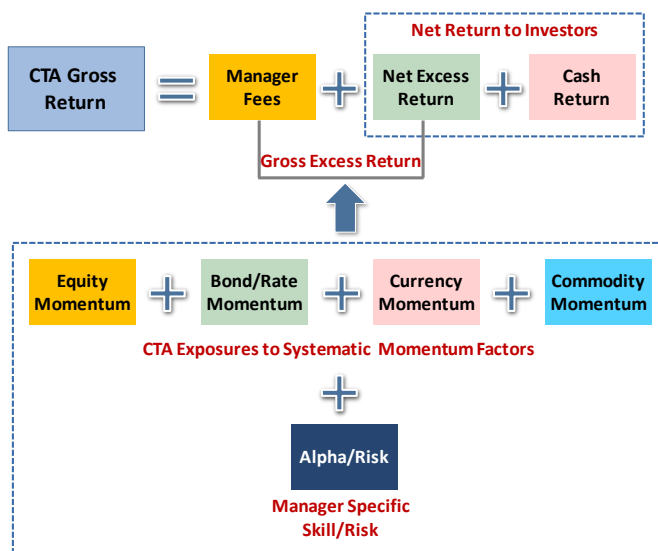 Net Return to Investors
CTA Gross
Return
=
Manager
Fees
+
Net Excess
Return
+
Cash
Return
Gross Excess Return
Equity
Momentum
+
Bond/Rate
Momentum
+
Currency
Momentum
+
Commodity
Momentum
CTA Exposures to Systematic Momentum Factors
+
Alpha/Risk
Manager Specific
Skill/Risk